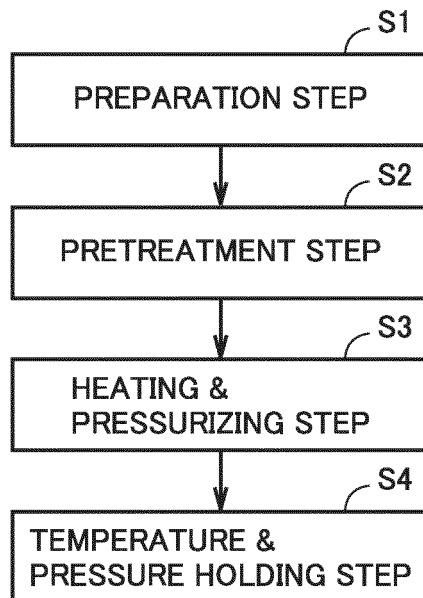 S1
PREPARATION STEP
S2
PRETREATMENT STEP
S3
HEATING &
PRESSURIZING STEP
S4
TEMPERATURE &
PRESSURE HOLDING STEP